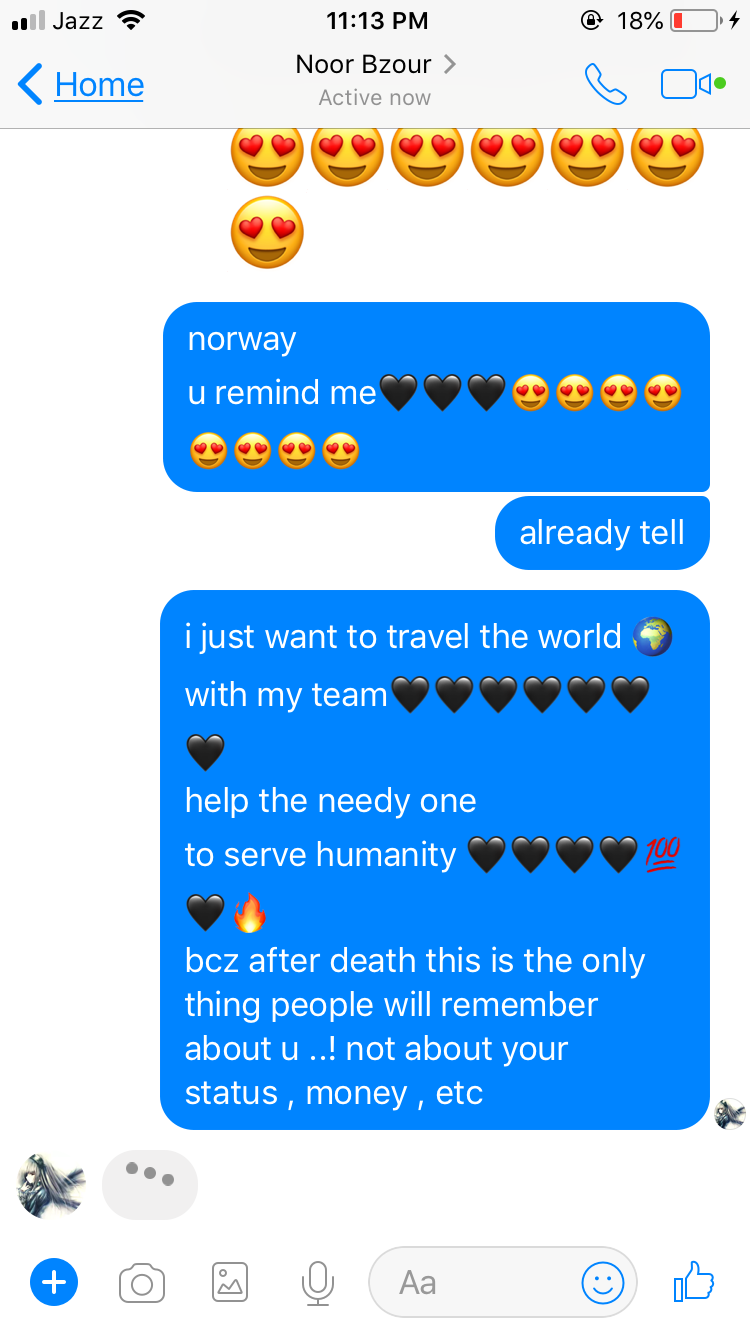 Jazz 11:13 PM 18%
Home Noor Bzour
Active now
😍😍😍😍😍😍
😍
norway
u remind me🖤🖤🖤😍😍😍😍
😍😍😍😍
already tell
i just want to travel the world 🌍
with my team🖤🖤🖤🖤🖤🖤
🖤
help the needy one
to serve humanity 🖤🖤🖤🖤💯
🖤🔥
bcz after death this is the only
thing people will remember
about u ..! not about your
status , money , etc
Aa